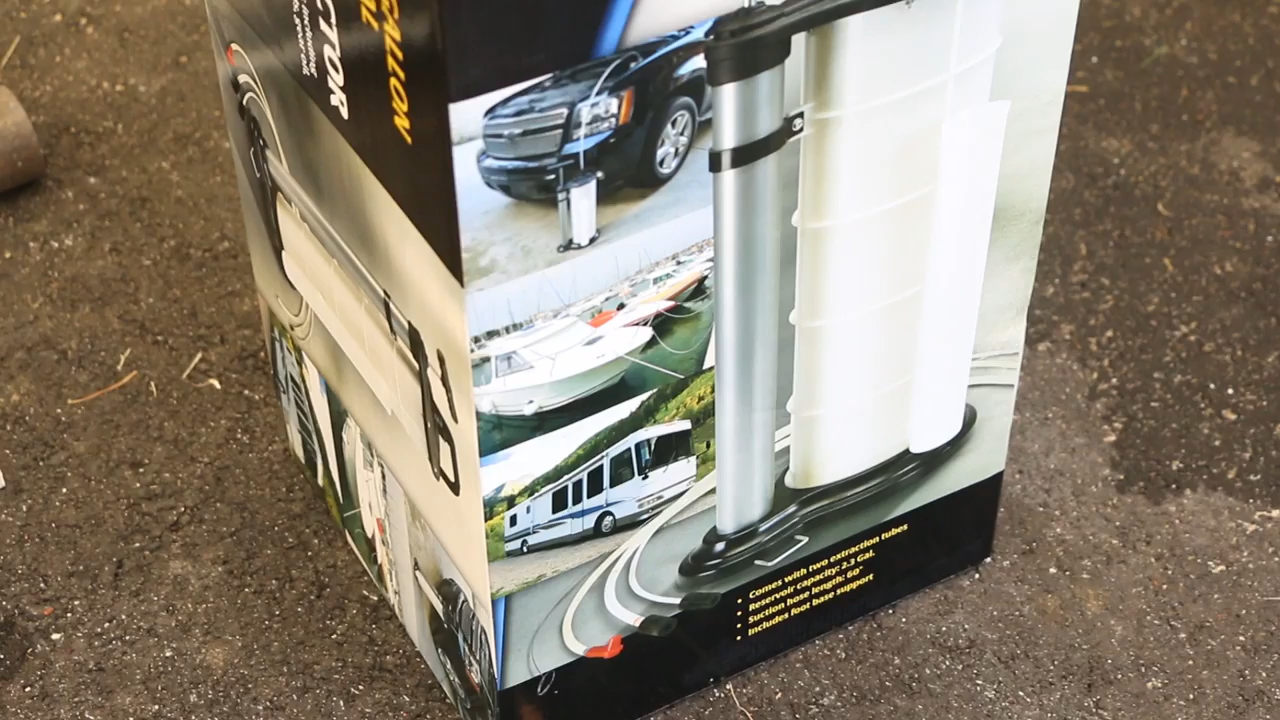 GALLON
CTOR
• Comes with two extraction tubes
• Reservoir capacity: 2.3 Gal.
• Suction hose length: 60"
• Includes foot base support